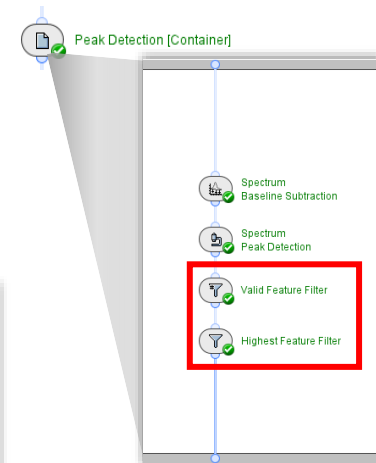 Peak Detection [Container]
Spectrum
Baseline Subtraction
Spectrum
Peak Detection
Valid Feature Filter
Highest Feature Filter